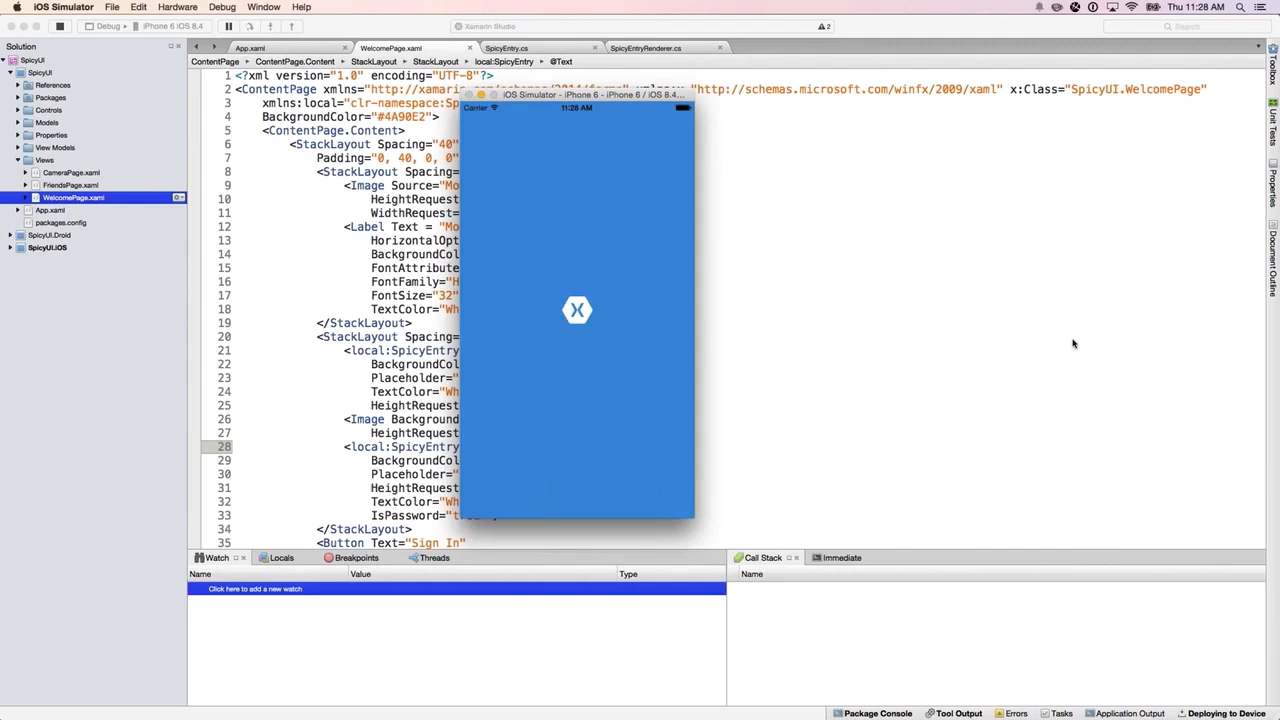 iOS Simulator File Edit Hardware Debug Window Help Thu 11:28 AM
Debug iPhone 6 iOS 8.4 Xamarin Studio 2 Search
Solution
SpicyUI
SpicyUI
References
Packages
Controls
Models
Properties
View Models
Views
CameraPage.xaml
FriendsPage.xaml
WelcomePage.xaml
App.xaml
packages.config
SpicyUI.Droid
SpicyUI.iOS
App.xaml WelcomePage.xaml SpicyEntry.cs SpicyEntryRenderer.cs
ContentPage ContentPage.Content StackLayout StackLayout local:SpicyEntry @Text
1 <?xml version="1.0" encoding="UTF-8"?>
2 <ContentPage xmlns="http://xamarin.com/schemas/2014/forms" "http://schemas.microsoft.com/winfx/2009/xaml" x:Class="SpicyUI.WelcomePage"
3 xmlns:local="clr-namespace:Sp
4 BackgroundColor="#4A90E2">
5 <ContentPage.Content>
6 <StackLayout Spacing="40"
7 Padding="0, 40, 0, 0"
8 <StackLayout Spacing=
9 <Image Source="Mo
10 HeightRequest
11 WidthRequest=
12 <Label Text = "Mo
13 HorizontalOpt
14 BackgroundCol
15 FontAttribute
16 FontFamily="H
17 FontSize="32"
18 TextColor="Wh
19 </StackLayout>
20 <StackLayout Spacing=
21 <local:SpicyEntry
22 BackgroundCol
23 Placeholder="
24 TextColor="Wh
25 HeightRequest
26 <Image Background
27 HeightRequest
28 <local:SpicyEntry
29 BackgroundCol
30 Placeholder="
31 HeightRequest
32 TextColor="Wh
33 IsPassword="
34 </StackLayout>
35 <Button Text="Sign In"
iOS Simulator - iPhone 6 - iPhone 6 / iOS 8.4...
Carrier 11:28 AM
Toolbox
Unit Tests
Properties
Document Outline
Watch Locals Breakpoints Threads
Name Value Type
Click here to add a new watch
Call Stack Immediate
Name
Package Console Tool Output Errors Tasks Application Output Deploying to Device